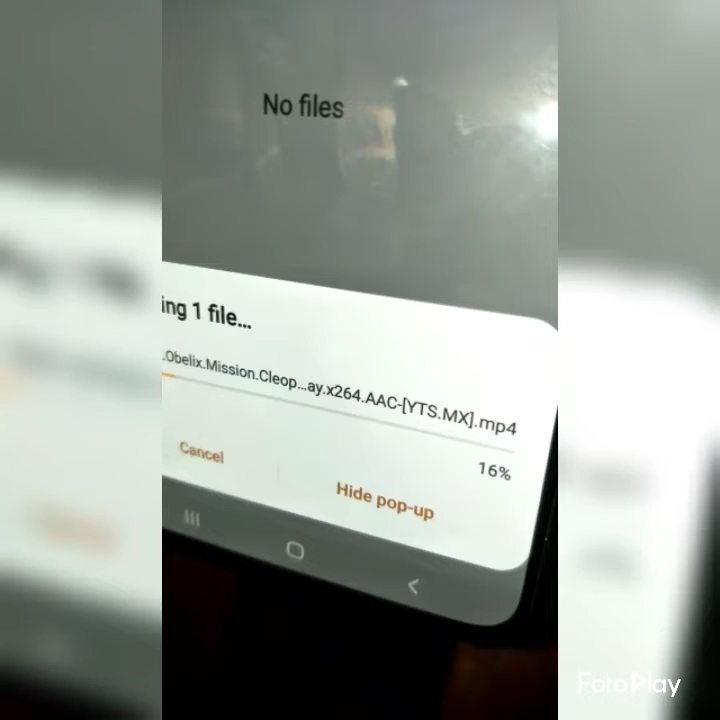 No files
ing 1 file...
.Obelix.Mission.Cleop...ay.x264.AAC-[YTS.MX].mp4
16%
Cancel
Hide pop-up
FotoPlay